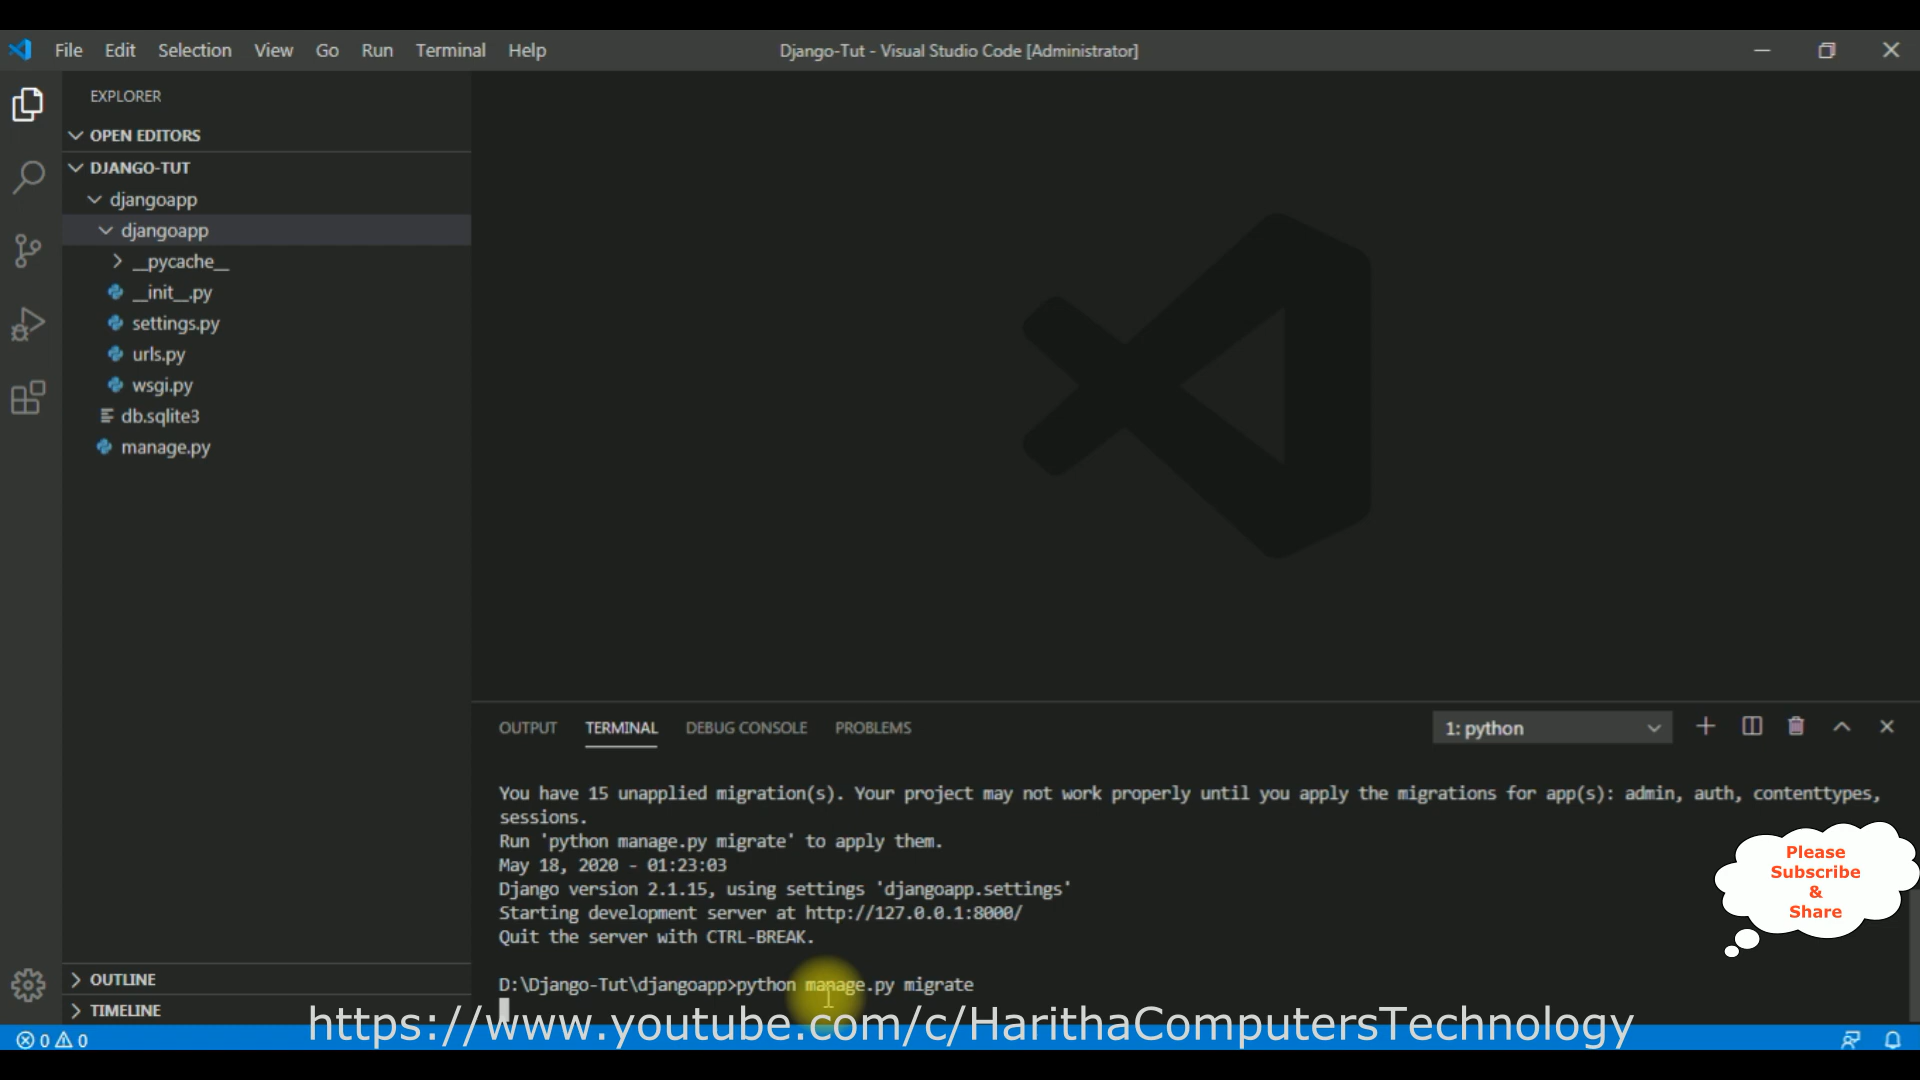 File Edit Selection View Go Run Terminal Help
Django-Tut - Visual Studio Code [Administrator]
EXPLORER
OPEN EDITORS
DJANGO-TUT
djangoapp
djangoapp
__pycache__
__init__.py
settings.py
urls.py
wsgi.py
db.sqlite3
manage.py
OUTLINE
TIMELINE
OUTPUT TERMINAL DEBUG CONSOLE PROBLEMS
1: python
You have 15 unapplied migration(s). Your project may not work properly until you apply the migrations for app(s): admin, auth, contenttypes,
sessions.
Run 'python manage.py migrate' to apply them.
May 18, 2020 - 01:23:03
Django version 2.1.15, using settings 'djangoapp.settings'
Starting development server at http://127.0.0.1:8000/
Quit the server with CTRL-BREAK.
D:\Django-Tut\djangoapp>python manage.py migrate
Please
Subscribe
&
Share
https://www.youtube.com/c/HarithaComputersTechnology
0 0